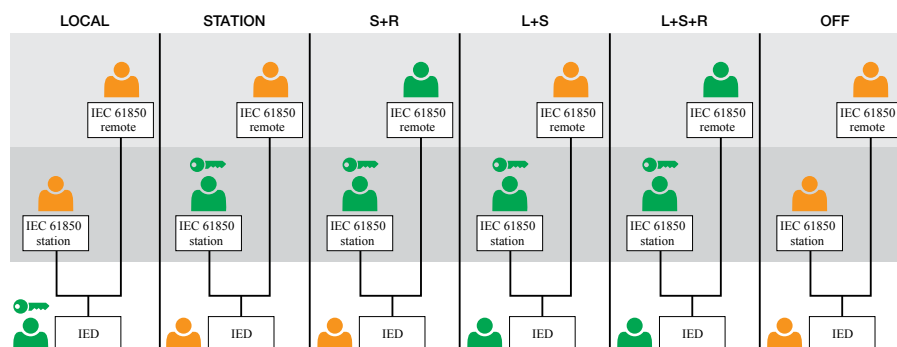 LOCAL STATION S+R L+S L+S+R OFF
IEC 61850 IEC 61850 IEC 61850 IEC 61850 IEC 61850 IEC 61850
remote remote remote remote remote remote
IEC 61850 IEC 61850 IEC 61850 IEC 61850 IEC 61850 IEC 61850
station station station station station station
IED IED IED IED IED IED